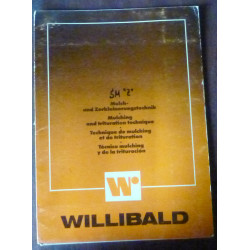 SM "8"
Mulch-
und Zerkleinerungstechnik
Mulching
and trituration technique
Technique de mulching
et de trituration
Técnica mulching
y de la trituración
W
WILLIBALD